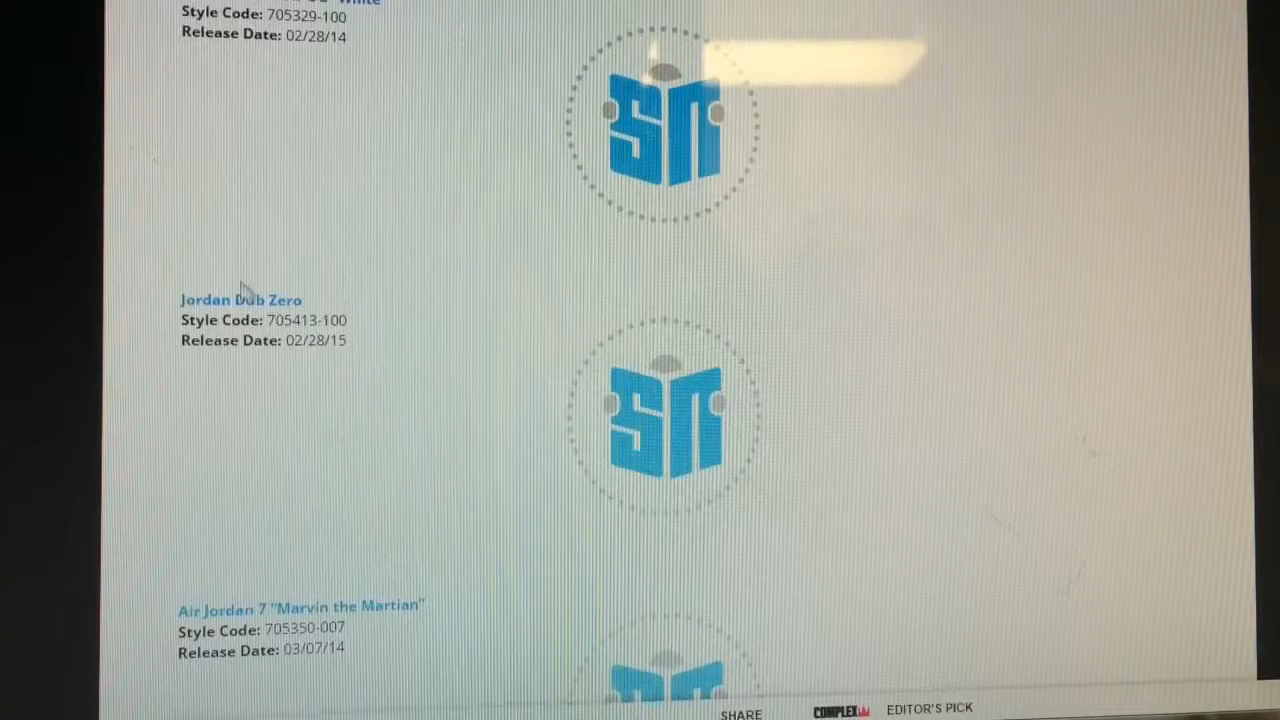 Style Code: 705329-100
Release Date: 02/28/14
SN
Jordan Dub Zero
Style Code: 705413-100
Release Date: 02/28/15
SN
Air Jordan 7 "Marvin the Martian"
Style Code: 705350-007
Release Date: 03/07/14
SHARE
COMPLEX
EDITOR'S PICK